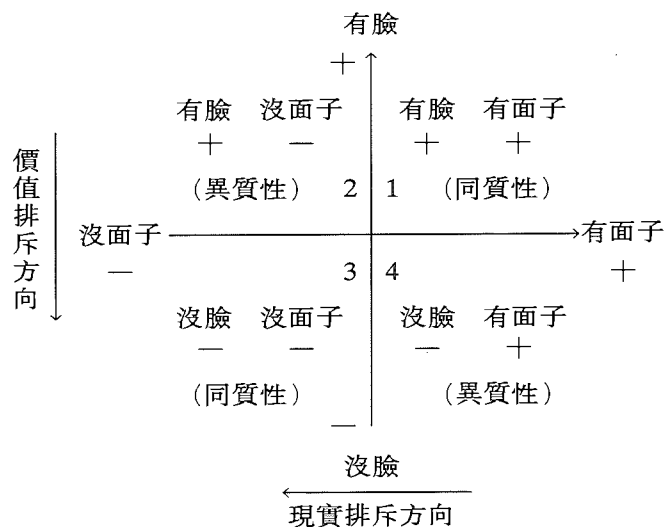 有臉
+
有臉 沒面子
+ −
(異質性) 2
有臉 有面子
+ +
1 (同質性)
價值排斥方向
沒面子
−
有面子
+
3
沒臉 沒面子
− −
(同質性)
4
沒臉 有面子
− +
(異質性)
−
沒臉
現實排斥方向